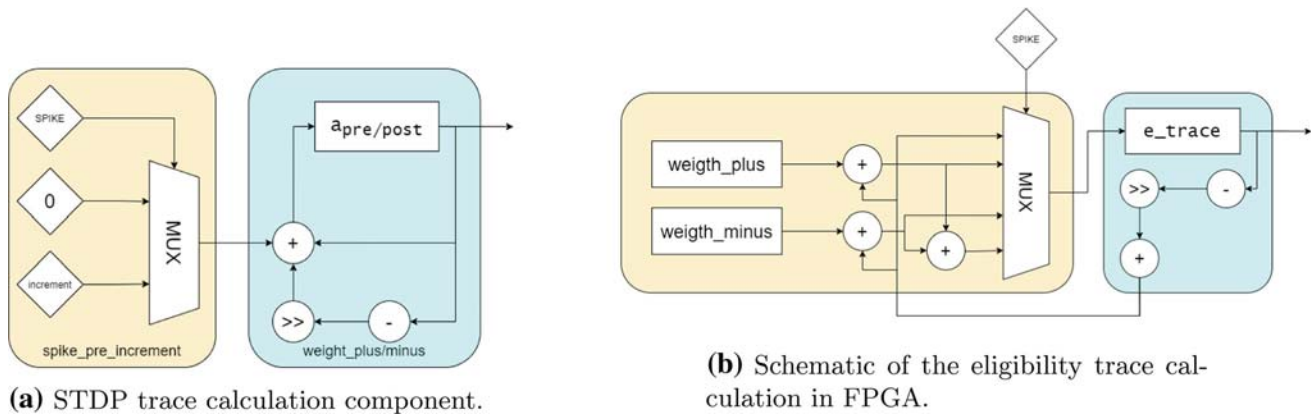 SPIKE
0
increment
MUX
spike_pre_increment
apre/post
+
>>
-
weight_plus/minus
(a) STDP trace calculation component.
SPIKE
weigth_plus
weigth_minus
+
+
+
MUX
e_trace
>>
-
+
(b) Schematic of the eligibility trace cal-
culation in FPGA.